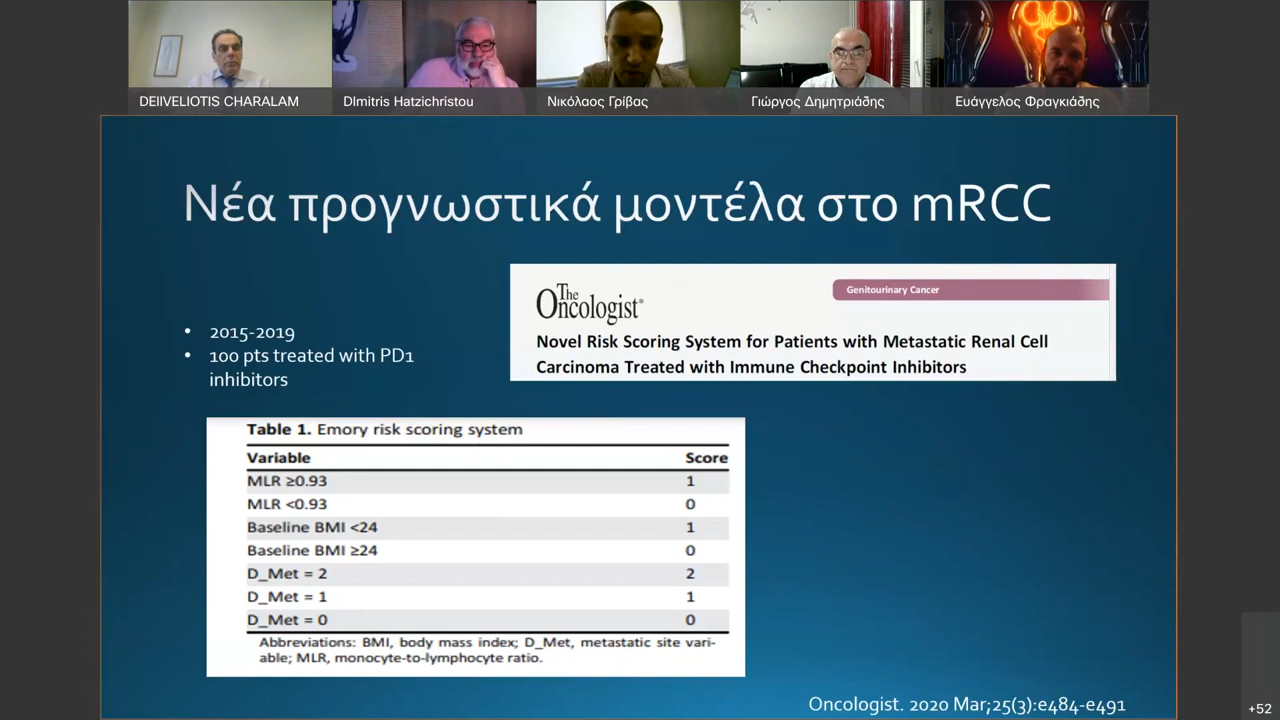 DEIIVELIOTIS CHARALAM
DImitris Hatzichristou
Νικόλαος Γρίβας
Γιώργος Δημητριάδης
Ευάγγελος Φραγκιάδης
Νέα προγνωστικά μοντέλα στο mRCC
The
Oncologist®
Genitourinary Cancer
Novel Risk Scoring System for Patients with Metastatic Renal Cell
Carcinoma Treated with Immune Checkpoint Inhibitors
• 2015-2019
• 100 pts treated with PD1
inhibitors
Table 1. Emory risk scoring system
Variable Score
MLR ≥0.93 1
MLR <0.93 0
Baseline BMI <24 1
Baseline BMI ≥24 0
D_Met = 2 2
D_Met = 1 1
D_Met = 0 0
Abbreviations: BMI, body mass index; D_Met, metastatic site vari-
able; MLR, monocyte-to-lymphocyte ratio.
Oncologist. 2020 Mar;25(3):e484-e491
+52